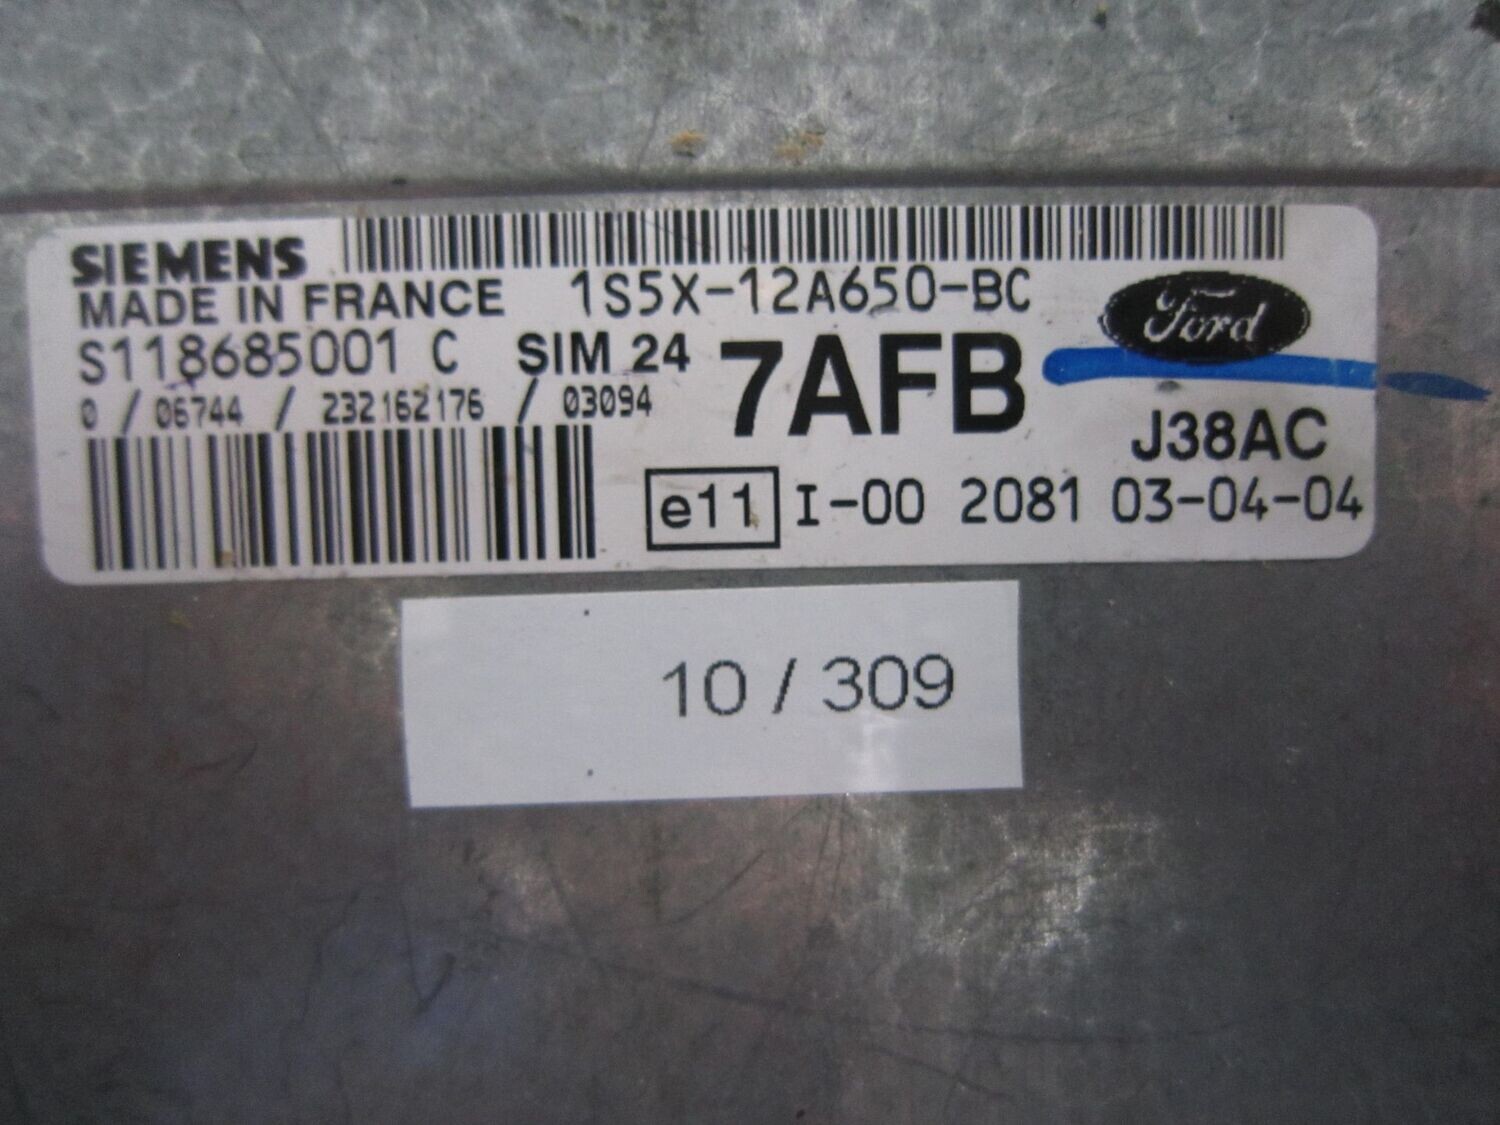 SIEMENS
MADE IN FRANCE 1S5X-12A650-BC
Ford
S118685001 C SIM 24 7AFB
0 / 06744 / 232162176 / 03094
J38AC
e11 I-00 2081 03-04-04
10 / 309